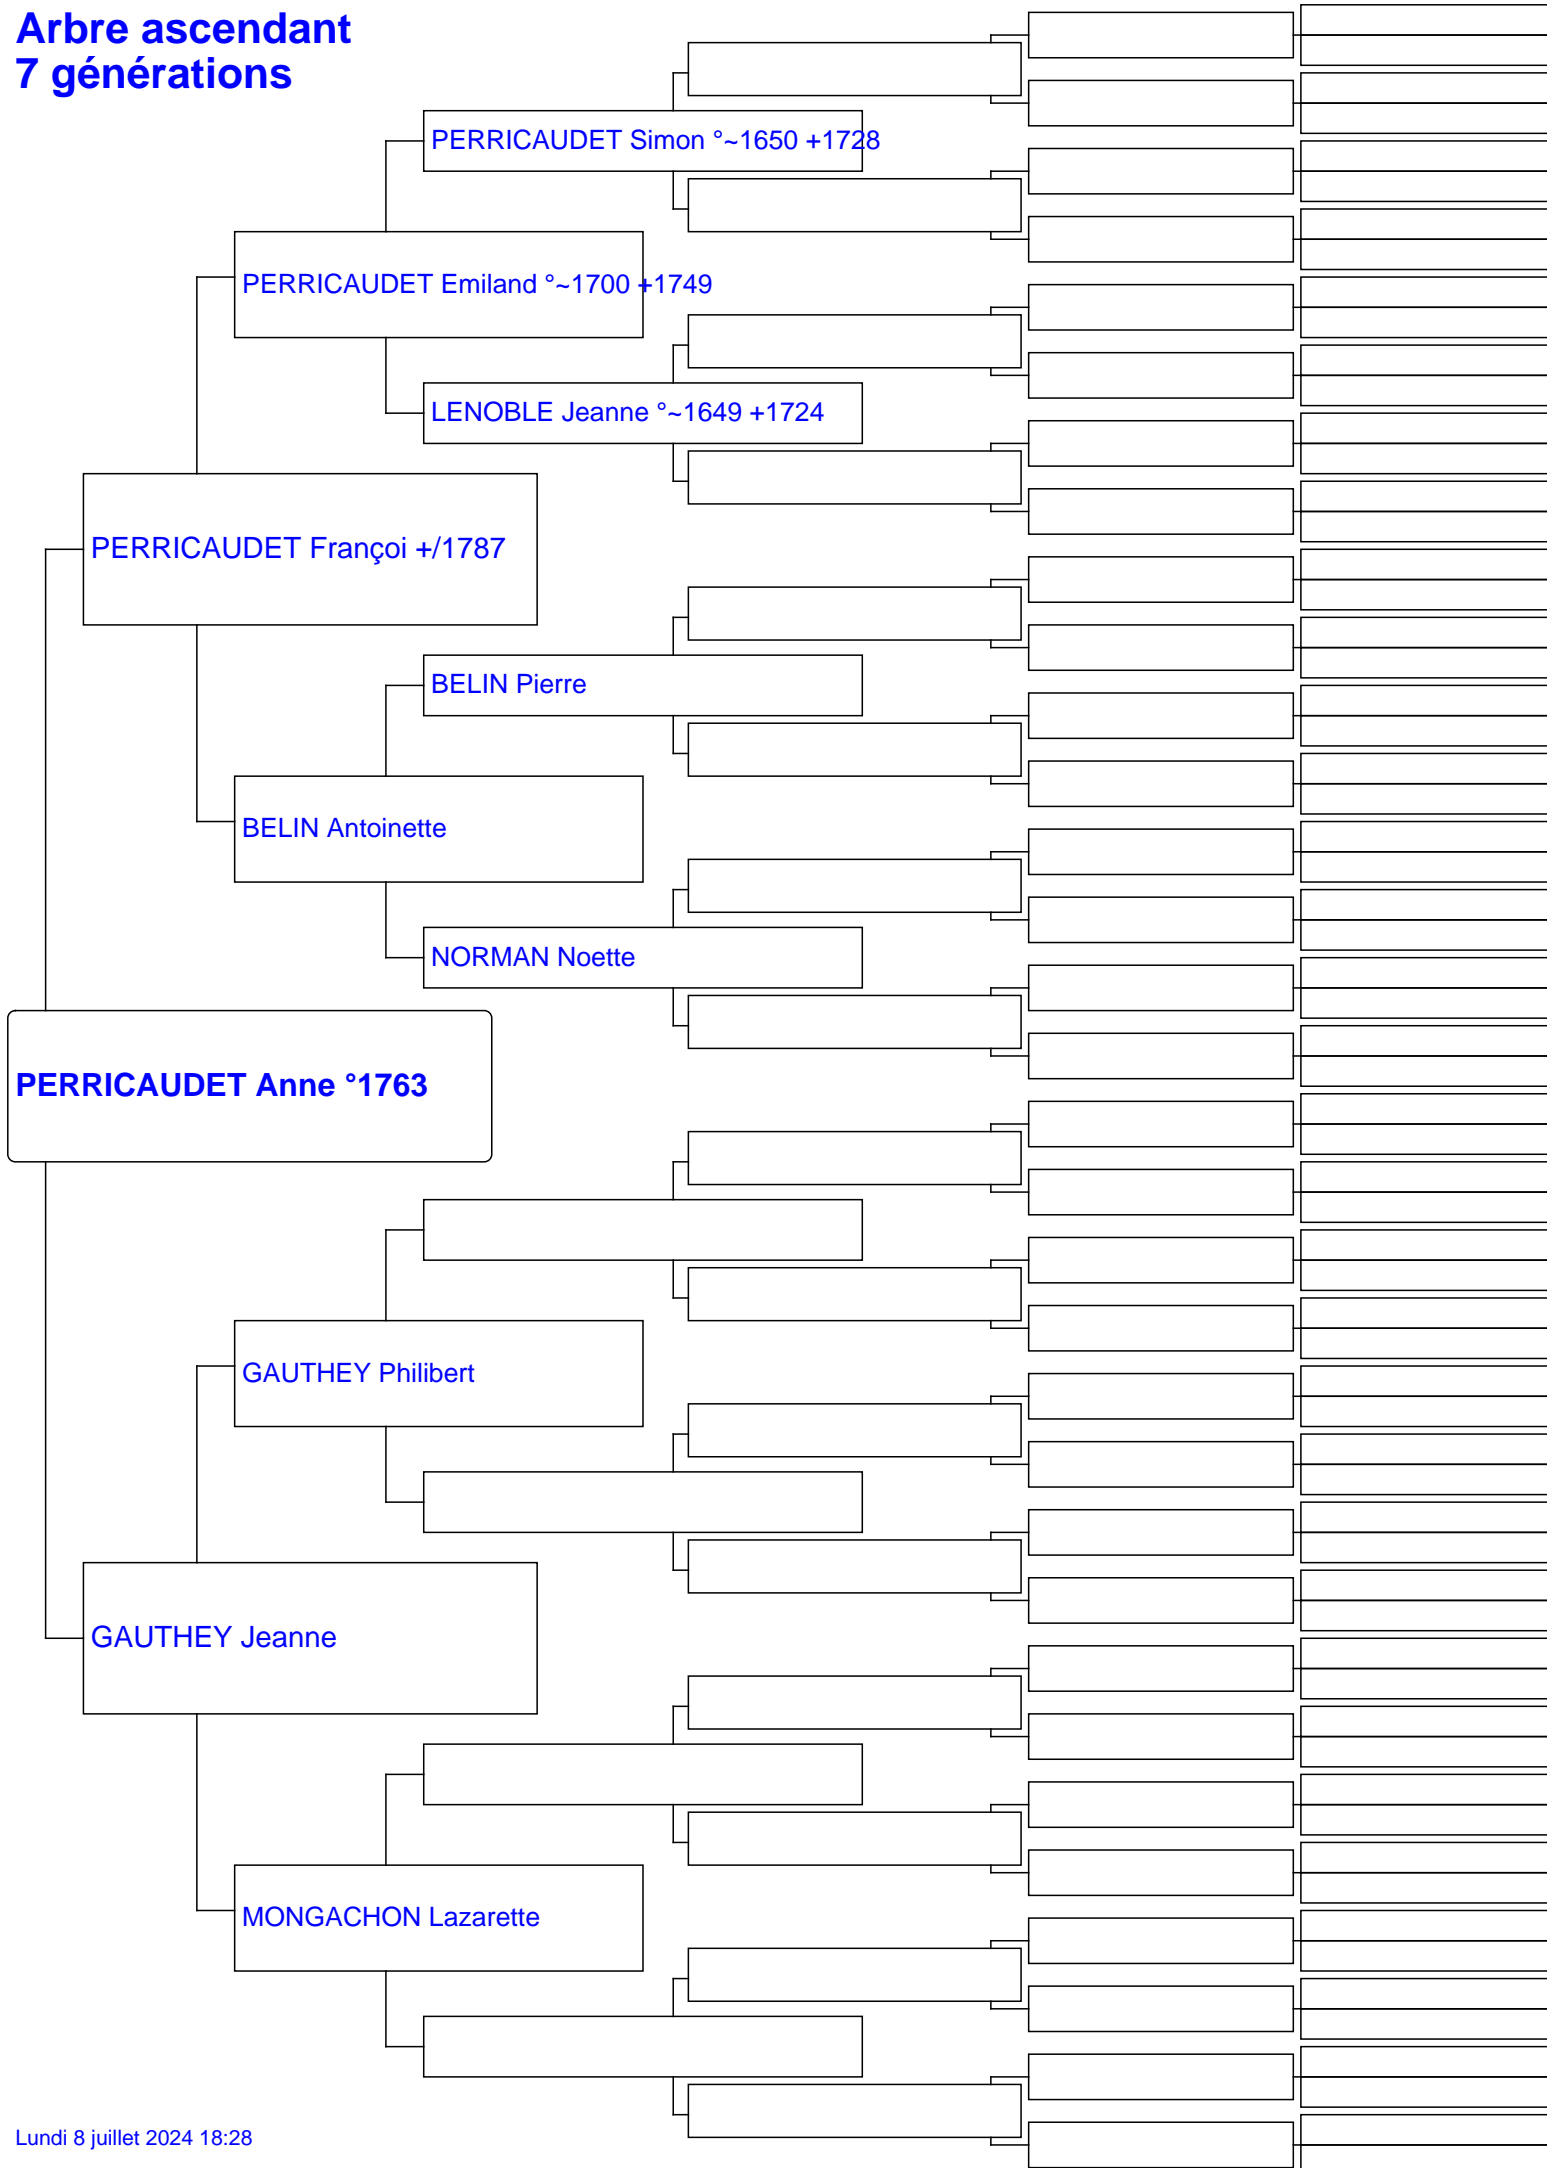 Arbre ascendant
7 générations
PERRICAUDET Simon °~1650 +1728
PERRICAUDET Emiland °~1700 +1749
LENOBLE Jeanne °~1649 +1724
PERRICAUDET Françoi +/1787
BELIN Pierre
BELIN Antoinette
NORMAN Noette
PERRICAUDET Anne °1763
GAUTHEY Philibert
GAUTHEY Jeanne
MONGACHON Lazarette
Lundi 8 juillet 2024 18:28